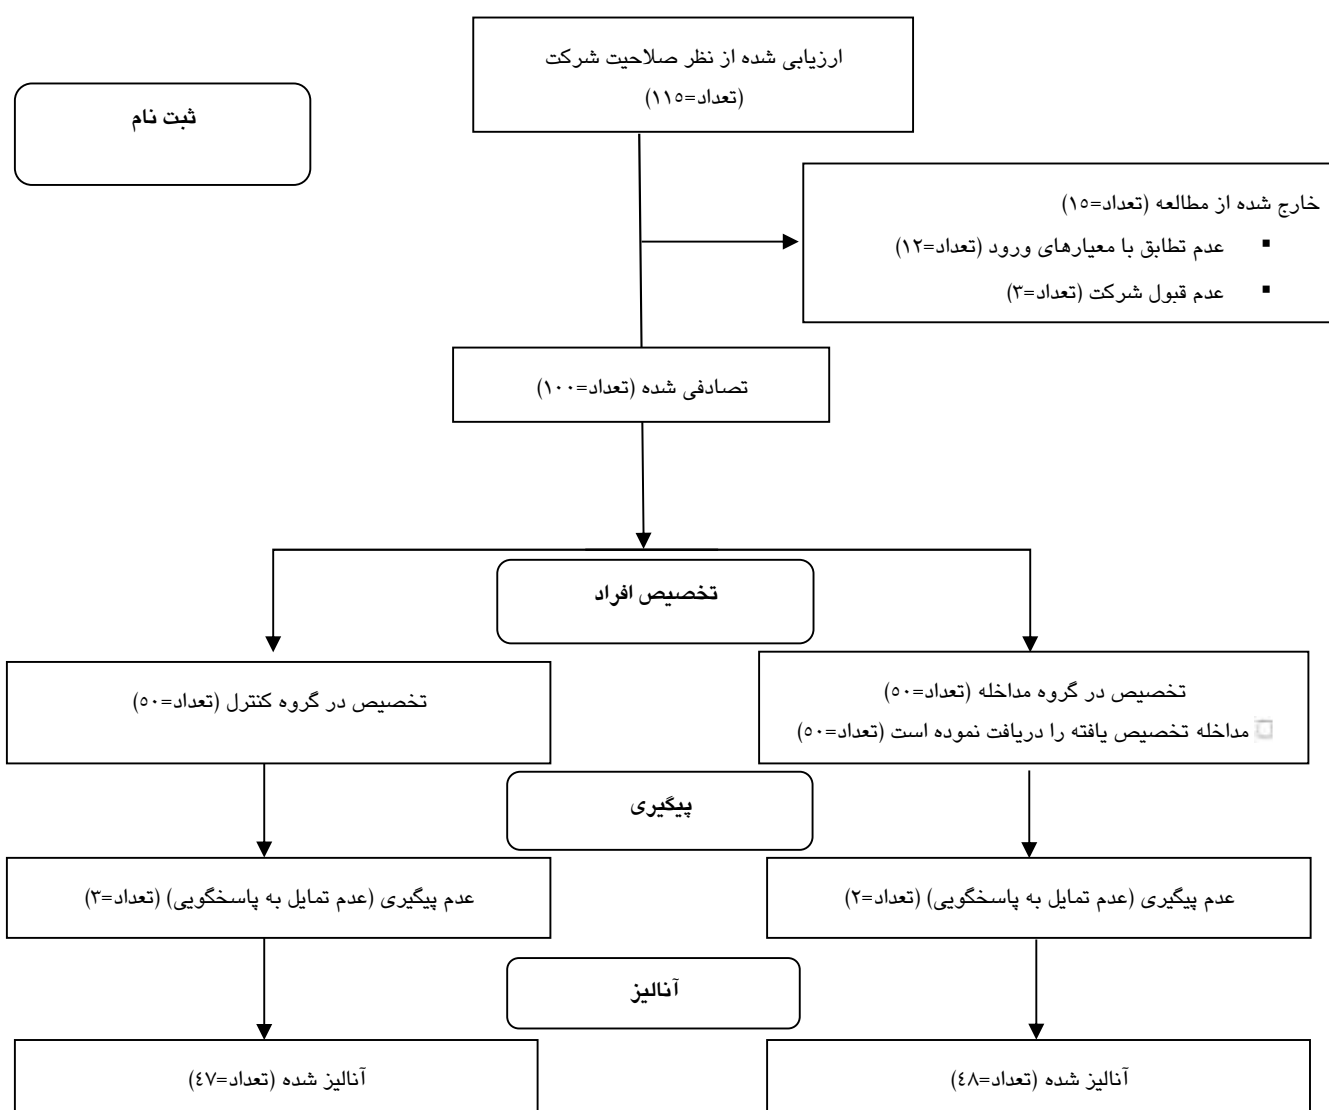 ارزیابی شده از نظر صلاحیت شرکت
(تعداد=۱۱۵)
ثبت نام
خارج شده از مطالعه (تعداد=۱۵)
▪ عدم تطابق با معیارهای ورود (تعداد=۱۲)
▪ عدم قبول شرکت (تعداد=۳)
تصادفی شده (تعداد=۱۰۰)
تخصیص افراد
تخصیص در گروه مداخله (تعداد=۵۰)
□ مداخله تخصیص یافته را دریافت نموده است (تعداد=۵۰)
تخصیص در گروه کنترل (تعداد=۵۰)
پیگیری
عدم پیگیری (عدم تمایل به پاسخگویی) (تعداد=۲)
عدم پیگیری (عدم تمایل به پاسخگویی) (تعداد=۳)
آنالیز
آنالیز شده (تعداد=٤۸)
آنالیز شده (تعداد=٤۷)